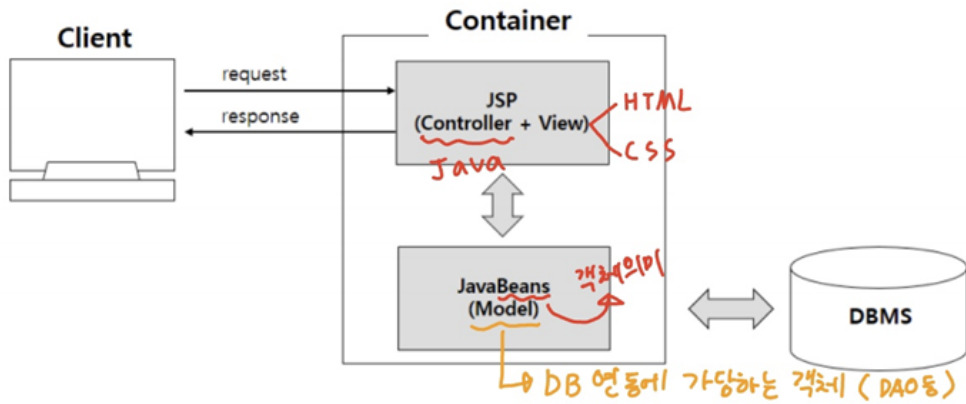 Container
Client
request
response
JSP
(Controller + View)
HTML
CSS
Java
JavaBeans
(Model)
객체의미
DBMS
DB 연동에 가당하는 객체 (DAO등)